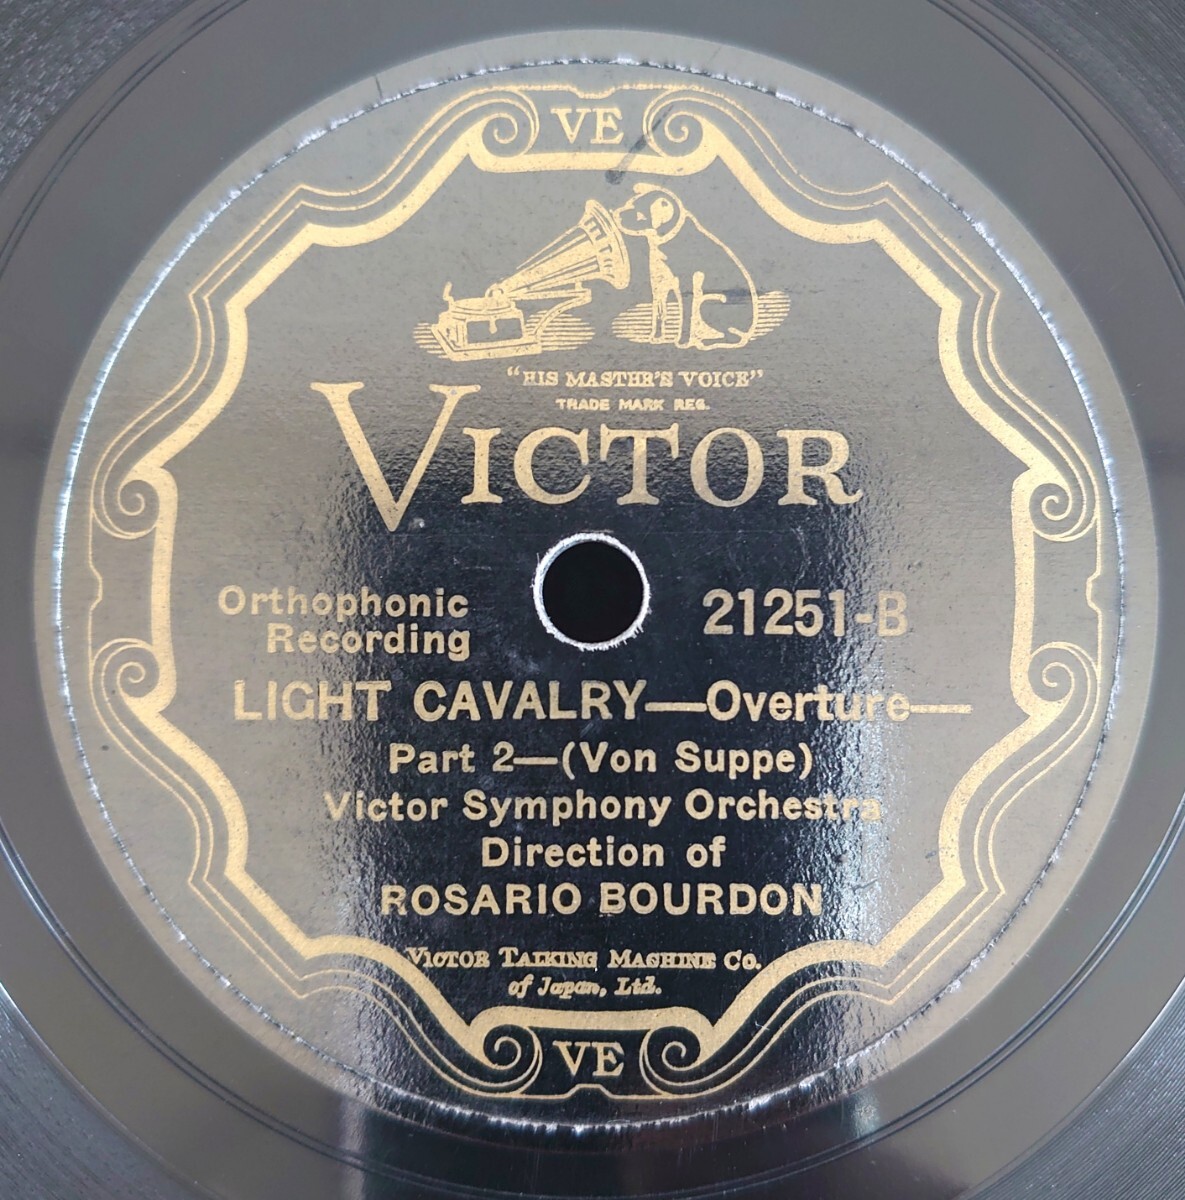 VE
"HIS MASTER'S VOICE"
TRADE MARK REG.
VICTOR
Orthophonic
Recording
21251-B
LIGHT CAVALRY—Overture—
Part 2—(Von Suppe)
Victor Symphony Orchestra
Direction of
ROSARIO BOURDON
VICTOR TALKING MACHINE CO.
of Japan, Ltd.
VE